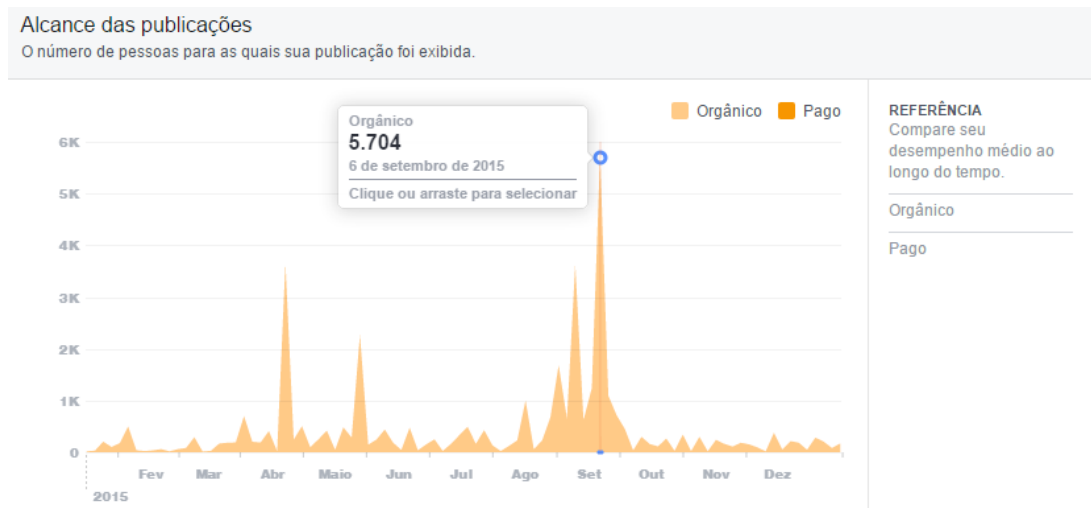 Alcance das publicações
O número de pessoas para as quais sua publicação foi exibida.
Orgânico
5.704
6 de setembro de 2015
Clique ou arraste para selecionar
Orgânico
Pago
6K
5K
4K
3K
2K
1K
0
Fev
Mar
Abr
Maio
Jun
Jul
Ago
Set
Out
Nov
Dez
2015
REFERÊNCIA
Compare seu
desempenho médio ao
longo do tempo.
Orgânico
Pago